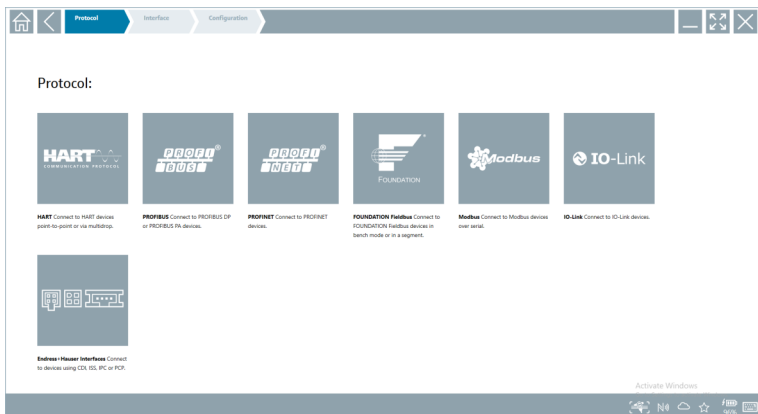 Protocol
Interface
Configuration
Protocol:
HART
COMMUNICATION PROTOCOL
PROFI®
BUS
PROFI®
NET
FOUNDATION
Modbus
IO-Link
HART Connect to HART devices
point-to-point or via multidrop.
PROFIBUS Connect to PROFIBUS DP
or PROFIBUS PA devices.
PROFINET Connect to PROFINET
devices.
FOUNDATION Fieldbus Connect to
FOUNDATION Fieldbus devices in
bench mode or in a segment.
Modbus Connect to Modbus devices
over serial.
IO-Link Connect to IO-Link devices.
Endress+Hauser Interfaces Connect
to devices using CDI, ISS, IPC or PCP.
Activate Windows